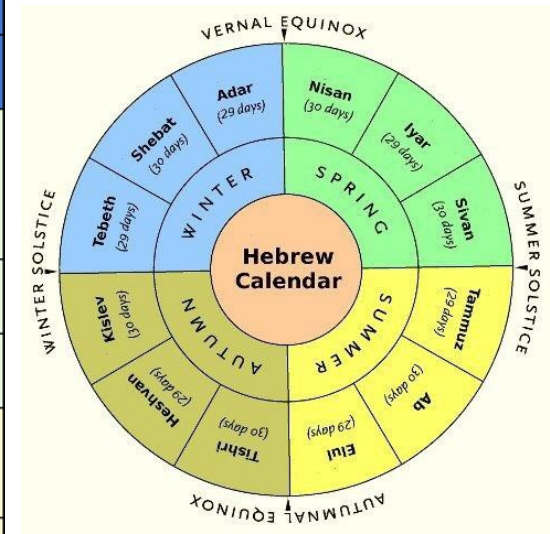 VERNAL EQUINOX
Nisan
(30 days)
Iyar
(29 days)
Sivan
(30 days)
SUMMER SOLSTICE
Tammuz
(29 days)
Ab
(30 days)
Elul
(29 days)
AUTUMNAL EQUINOX
Tishri
(30 days)
Heshvan
(29 days)
Kislev
(30 days)
WINTER SOLSTICE
Tebeth
(29 days)
Shebat
(30 days)
Adar
(29 days)
SPRING
SUMMER
AUTUMN
WINTER
Hebrew
Calendar